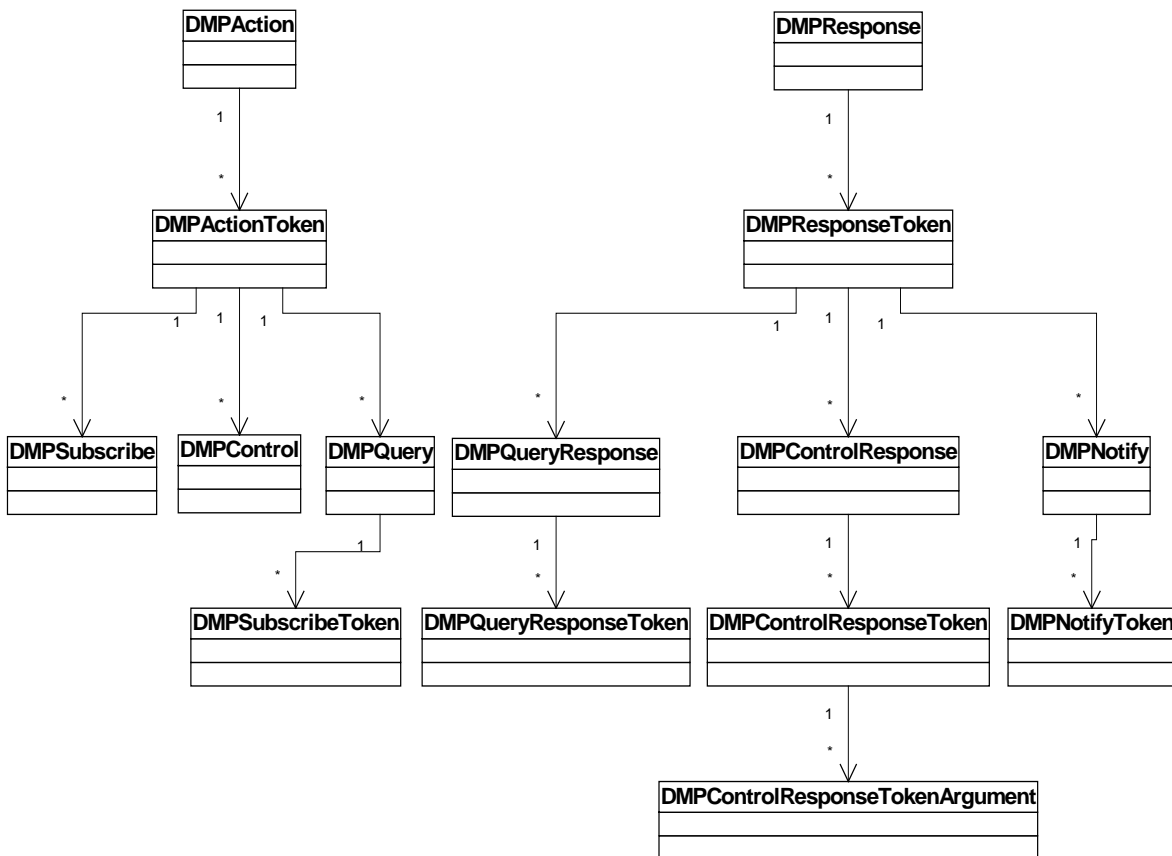 DMPAction
DMPResponse
1
1
*
*
DMPActionToken
DMPResponseToken
1
1
1
1
1
1
*
*
*
*
*
*
DMPSubscribe
DMPControl
DMPQuery
DMPQueryResponse
DMPControlResponse
DMPNotify
1
1
1
1
*
*
*
*
DMPSubscribeToken
DMPQueryResponseToken
DMPControlResponseToken
DMPNotifyToken
1
*
DMPControlResponseTokenArgument